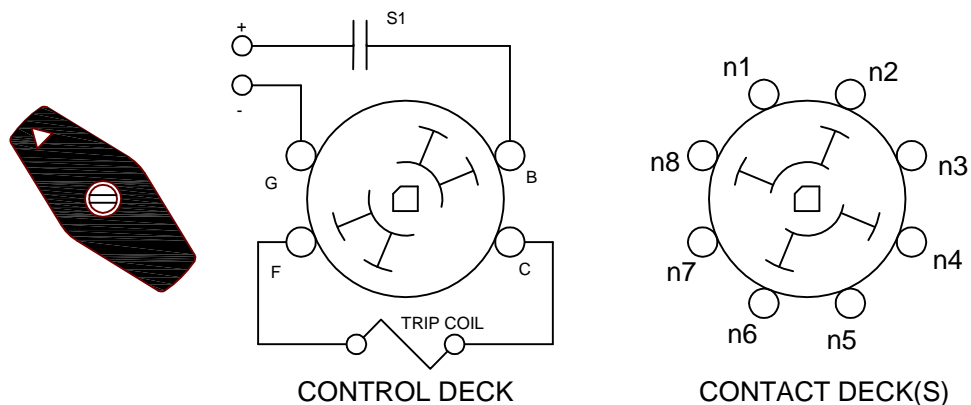 S1
+
-
G
B
F
C
TRIP COIL
CONTROL DECK
n1
n2
n8
n3
n7
n4
n6
n5
CONTACT DECK(S)